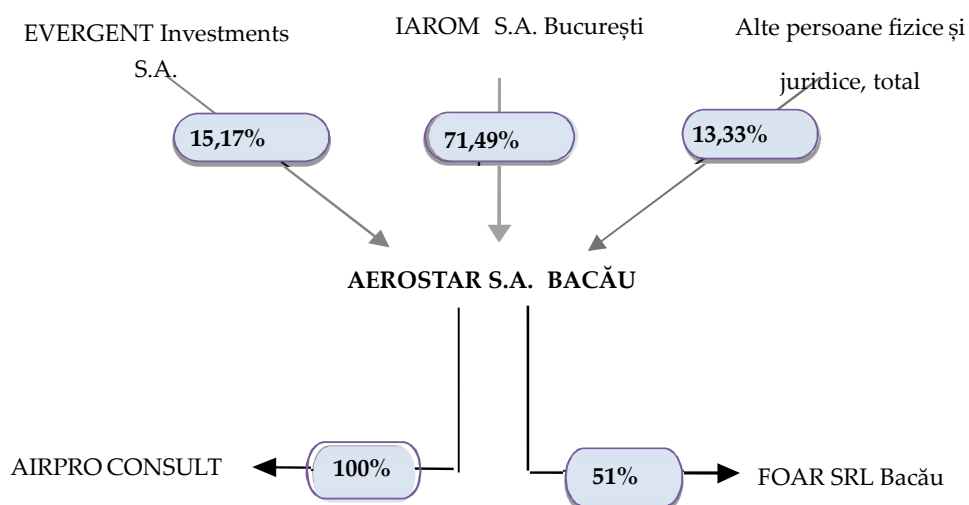 EVERGENT Investments
S.A.
IAROM S.A. București
Alte persoane fizice și
juridice, total
15,17%
71,49%
13,33%
AEROSTAR S.A. BACĂU
AIRPRO CONSULT
100%
51%
FOAR SRL Bacău